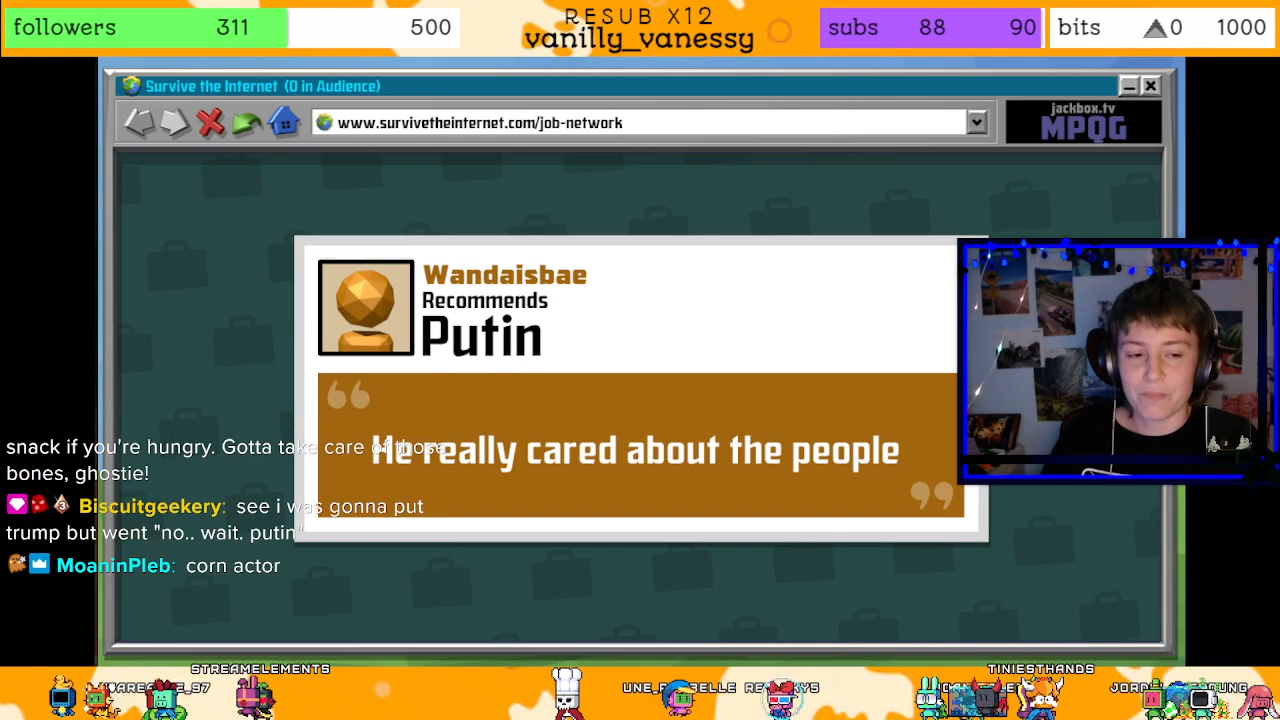 followers 311 500
RESUB X12
vanilly_vanessy
subs 88 90
bits 0 1000
Survive the Internet (0 in Audience)
www.survivetheinternet.com/job-network
jackbox.tv
MPQG
Wandaisbae
Recommends
Putin
He really cared about the people
snack if you're hungry. Gotta take care of those
bones, ghostie!
Biscuitgeekery: see i was gonna put
trump but went "no.. wait. putin"
MoaninPleb: corn actor
STREAMELEMENTS
TINIESTHANDS